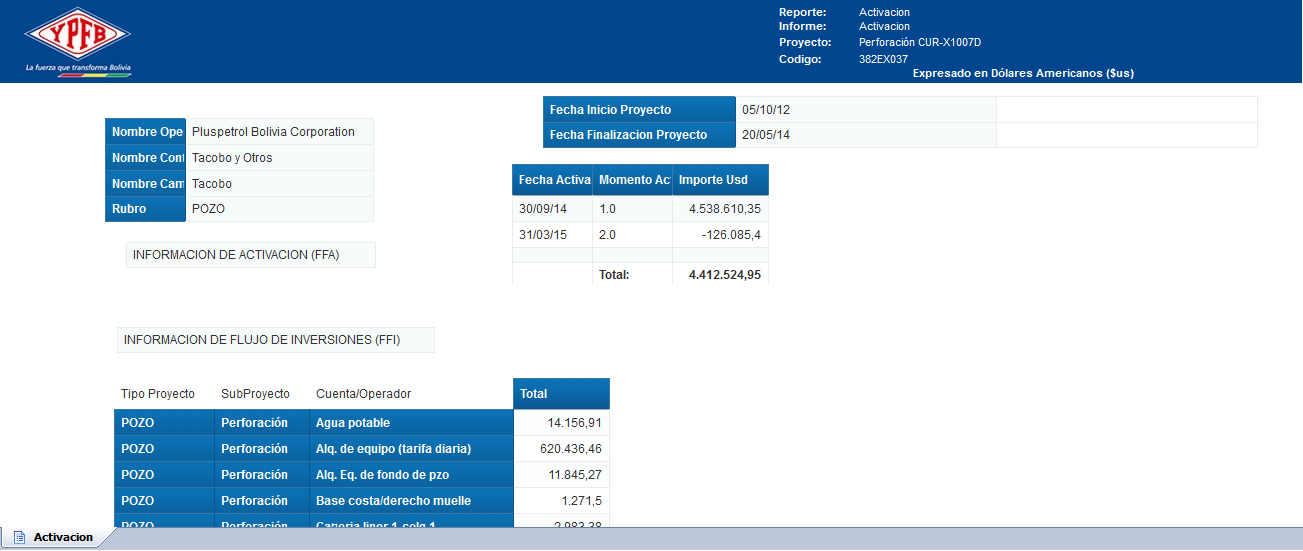 YPFB
La fuerza que transforma Bolivia
Reporte: Activacion
Informe: Activacion
Proyecto: Perforación CUR-X1007D
Codigo: 382EX037
Expresado en Dólares Americanos ($us)
Fecha Inicio Proyecto 05/10/12
Fecha Finalizacion Proyecto 20/05/14
Nombre Ope Pluspetrol Bolivia Corporation
Nombre Cont Tacobo y Otros
Nombre Cam Tacobo
Rubro POZO
Fecha Activa Momento Ac Importe Usd
30/09/14 1.0 4.538.610,35
31/03/15 2.0 -126.085,4
Total: 4.412.524,95
INFORMACION DE ACTIVACION (FFA)
INFORMACION DE FLUJO DE INVERSIONES (FFI)
Tipo Proyecto SubProyecto Cuenta/Operador Total
POZO Perforación Agua potable 14.156,91
POZO Perforación Alq. de equipo (tarifa diaria) 620.436,46
POZO Perforación Alq. Eq. de fondo de pzo 11.845,27
POZO Perforación Base costa/derecho muelle 1.271,5
POZO Perforación 2.983,38
Activacion